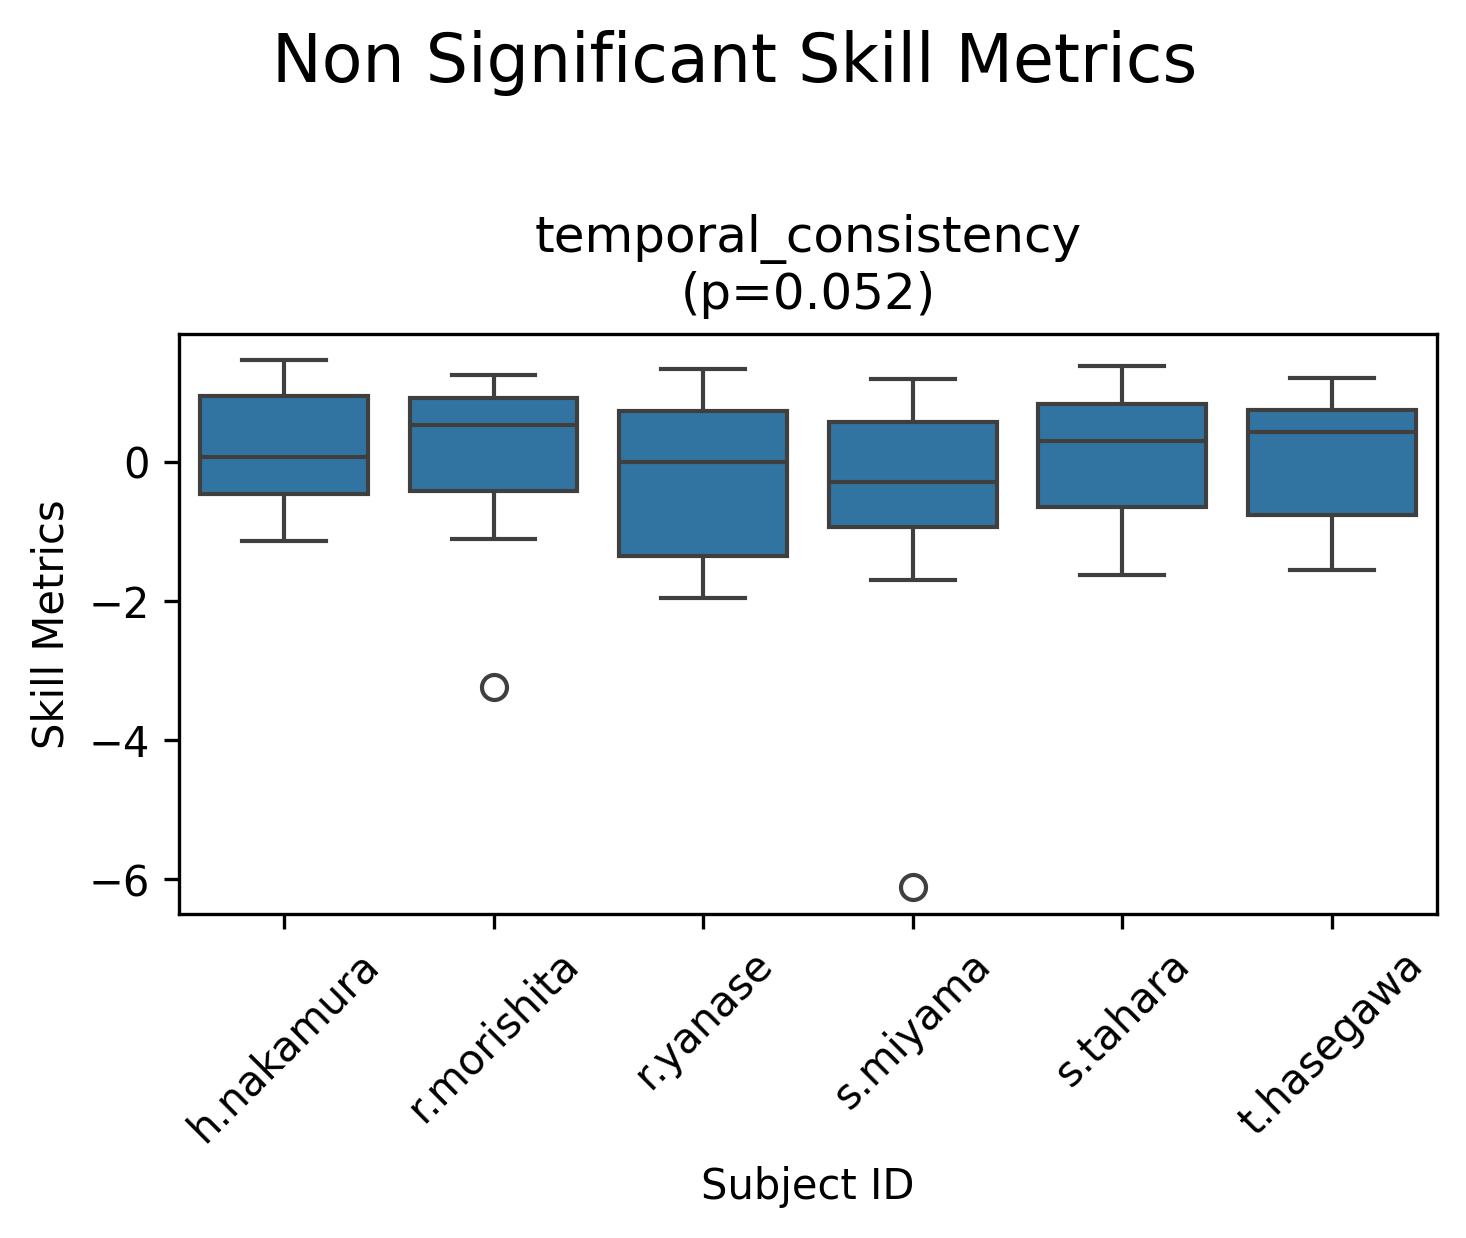 Non Significant Skill Metrics
temporal_consistency
(p=0.052)
Skill Metrics
0
−2
−4
−6
h.nakamura
r.morishita
r.yanase
s.miyama
s.tahara
t.hasegawa
Subject ID